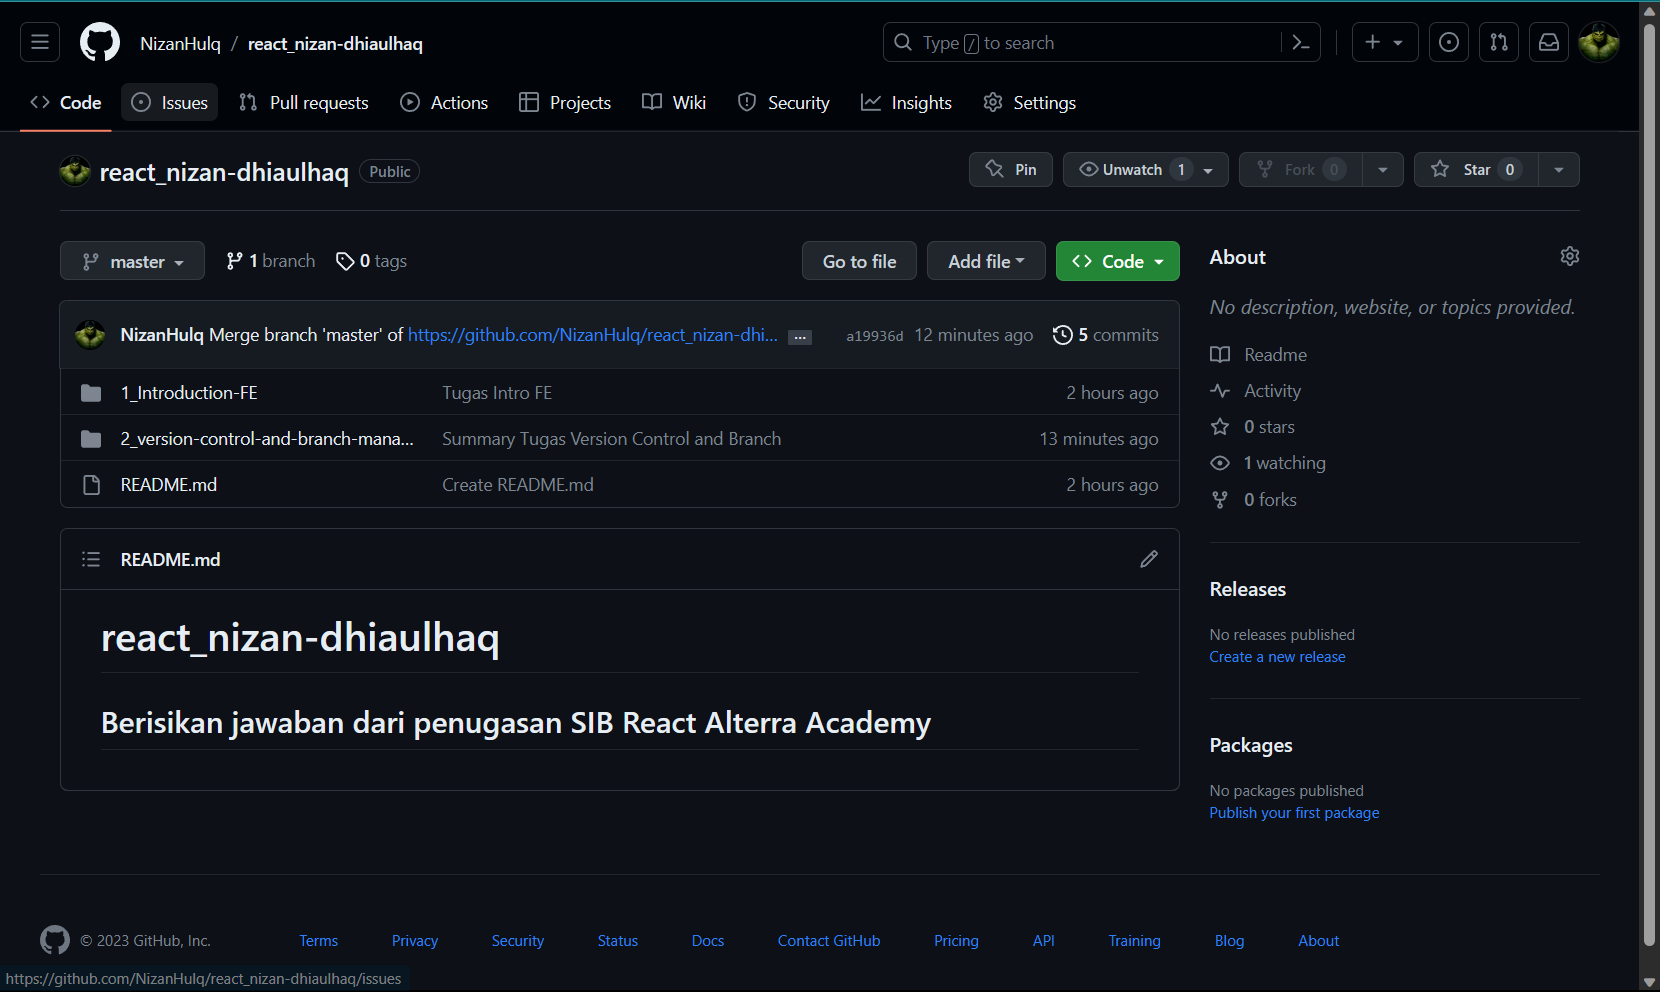 NizanHulq / react_nizan-dhiaulhaq
Type / to search
Code Issues Pull requests Actions Projects Wiki Security Insights Settings
react_nizan-dhiaulhaq Public
Pin Unwatch 1 Fork 0 Star 0
master 1 branch 0 tags Go to file Add file Code
NizanHulq Merge branch 'master' of https://github.com/NizanHulq/react_nizan-dhi... ... a19936d 12 minutes ago 5 commits
1_Introduction-FE Tugas Intro FE 2 hours ago
2_version-control-and-branch-mana... Summary Tugas Version Control and Branch 13 minutes ago
README.md Create README.md 2 hours ago
README.md
react_nizan-dhiaulhaq
Berisikan jawaban dari penugasan SIB React Alterra Academy
About
No description, website, or topics provided.
Readme
Activity
0 stars
1 watching
0 forks
Releases
No releases published
Create a new release
Packages
No packages published
Publish your first package
© 2023 GitHub, Inc. Terms Privacy Security Status Docs Contact GitHub Pricing API Training Blog About
https://github.com/NizanHulq/react_nizan-dhiaulhaq/issues